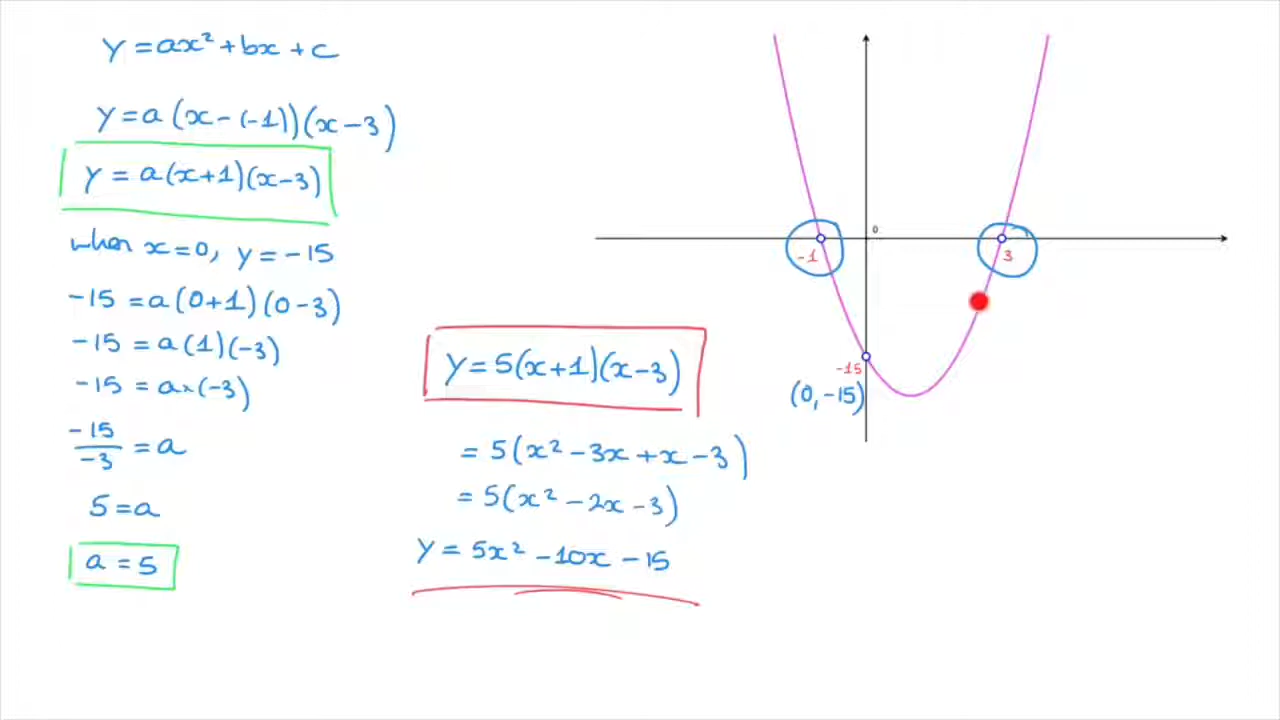 y = ax² + bx + c
y = a(x - (-1))(x - 3)
y = a(x+1)(x-3)
when x = 0, y = -15
-15 = a(0+1)(0-3)
-15 = a(1)(-3)
-15 = a×(-3)
-15/-3 = a
5 = a
a = 5
y = 5(x+1)(x-3)
= 5(x² - 3x + x - 3)
= 5(x² - 2x - 3)
y = 5x² - 10x - 15
0
-1
3
-15
(0, -15)